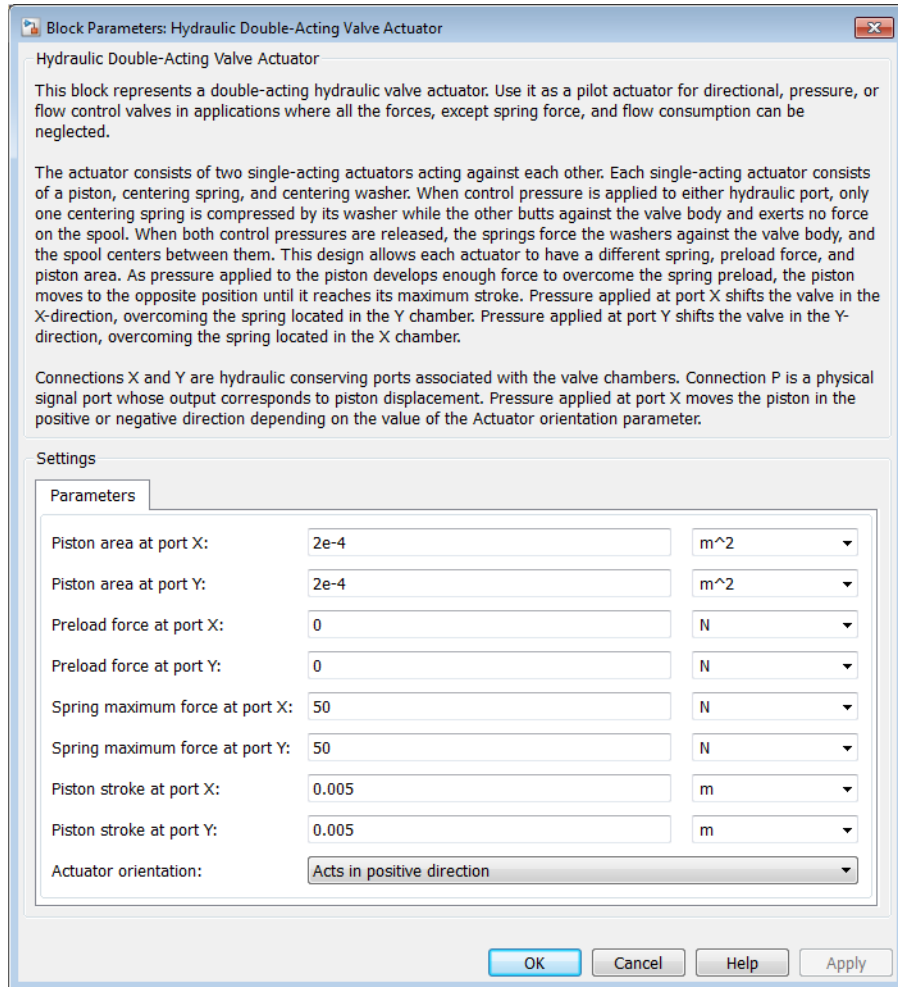 Block Parameters: Hydraulic Double-Acting Valve Actuator
Hydraulic Double-Acting Valve Actuator
This block represents a double-acting hydraulic valve actuator. Use it as a pilot actuator for directional, pressure, or
flow control valves in applications where all the forces, except spring force, and flow consumption can be
neglected.
The actuator consists of two single-acting actuators acting against each other. Each single-acting actuator consists
of a piston, centering spring, and centering washer. When control pressure is applied to either hydraulic port, only
one centering spring is compressed by its washer while the other butts against the valve body and exerts no force
on the spool. When both control pressures are released, the springs force the washers against the valve body, and
the spool centers between them. This design allows each actuator to have a different spring, preload force, and
piston area. As pressure applied to the piston develops enough force to overcome the spring preload, the piston
moves to the opposite position until it reaches its maximum stroke. Pressure applied at port X shifts the valve in the
X-direction, overcoming the spring located in the Y chamber. Pressure applied at port Y shifts the valve in the Y-
direction, overcoming the spring located in the X chamber.
Connections X and Y are hydraulic conserving ports associated with the valve chambers. Connection P is a physical
signal port whose output corresponds to piston displacement. Pressure applied at port X moves the piston in the
positive or negative direction depending on the value of the Actuator orientation parameter.
Settings
Parameters
Piston area at port X: 2e-4 m^2
Piston area at port Y: 2e-4 m^2
Preload force at port X: 0 N
Preload force at port Y: 0 N
Spring maximum force at port X: 50 N
Spring maximum force at port Y: 50 N
Piston stroke at port X: 0.005 m
Piston stroke at port Y: 0.005 m
Actuator orientation: Acts in positive direction
OK Cancel Help Apply